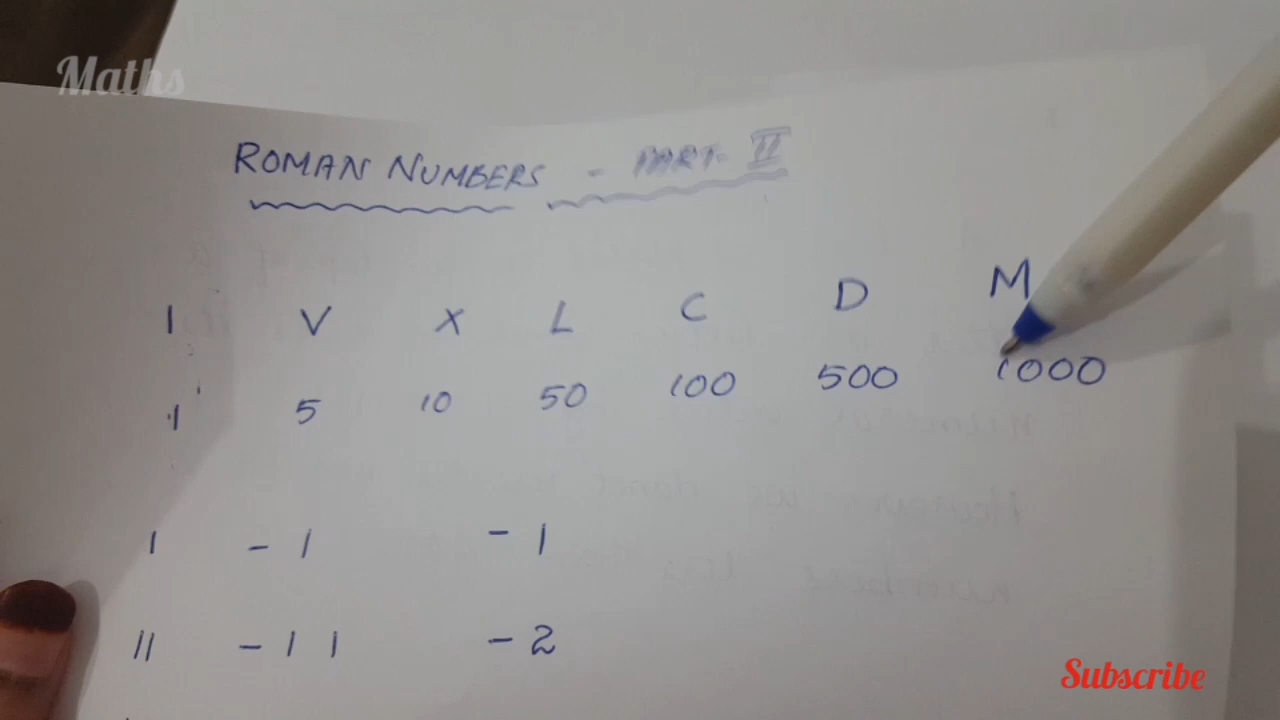 Maths
ROMAN NUMBERS - PART- II
I V X L C D M
1 5 10 50 100 500 1000
I - 1 - 1
II - 1 1 - 2
Subscribe